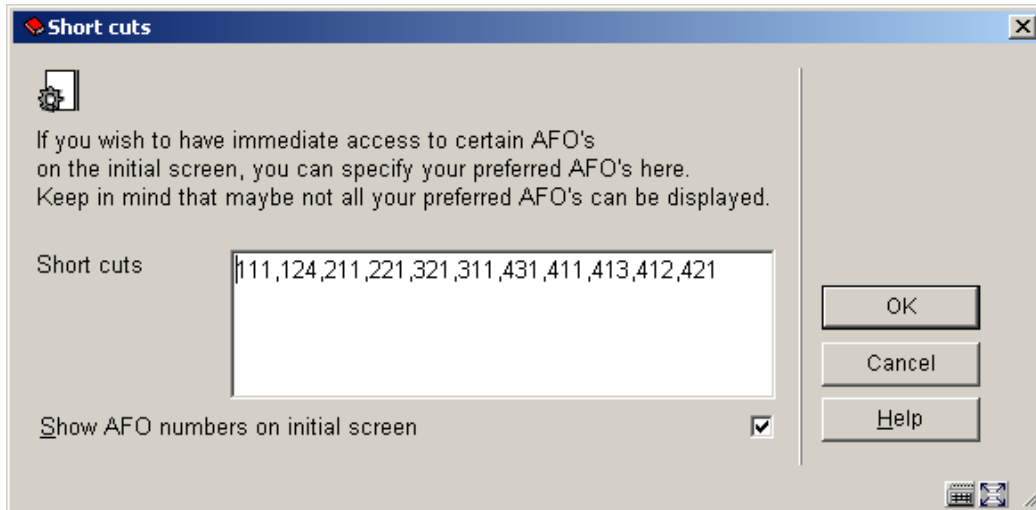 Short cuts
If you wish to have immediate access to certain AFO's
on the initial screen, you can specify your preferred AFO's here.
Keep in mind that maybe not all your preferred AFO's can be displayed.
Short cuts
111,124,211,221,321,311,431,411,413,412,421
OK
Cancel
Help
Show AFO numbers on initial screen